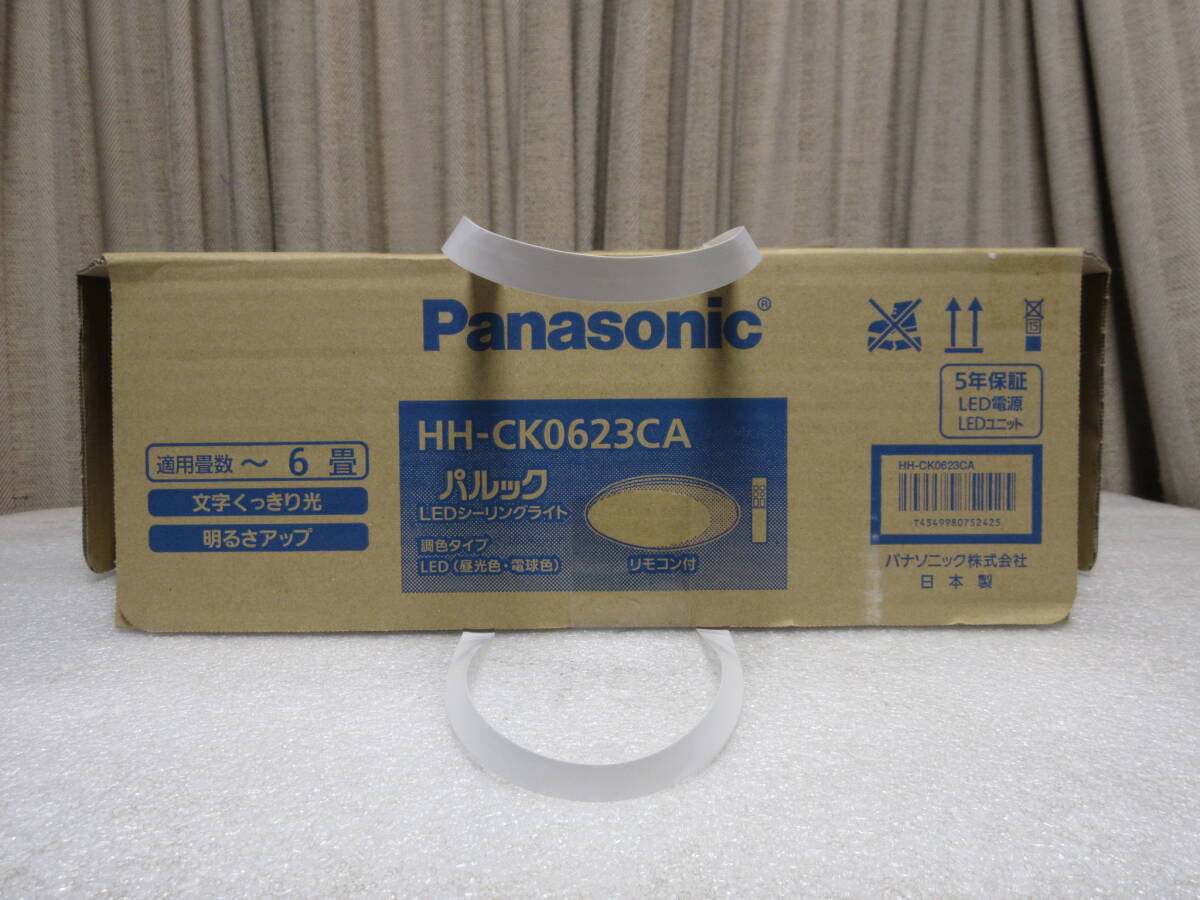 Panasonic®
15
5年保証
LED電源
LEDユニット
HH-CK0623CA
パルック
LEDシーリングライト
調色タイプ
LED（昼光色・電球色）
リモコン付
適用畳数 ～ 6 畳
文字くっきり光
明るさアップ
HH-CK0623CA
T4549980752425
パナソニック株式会社
日本製